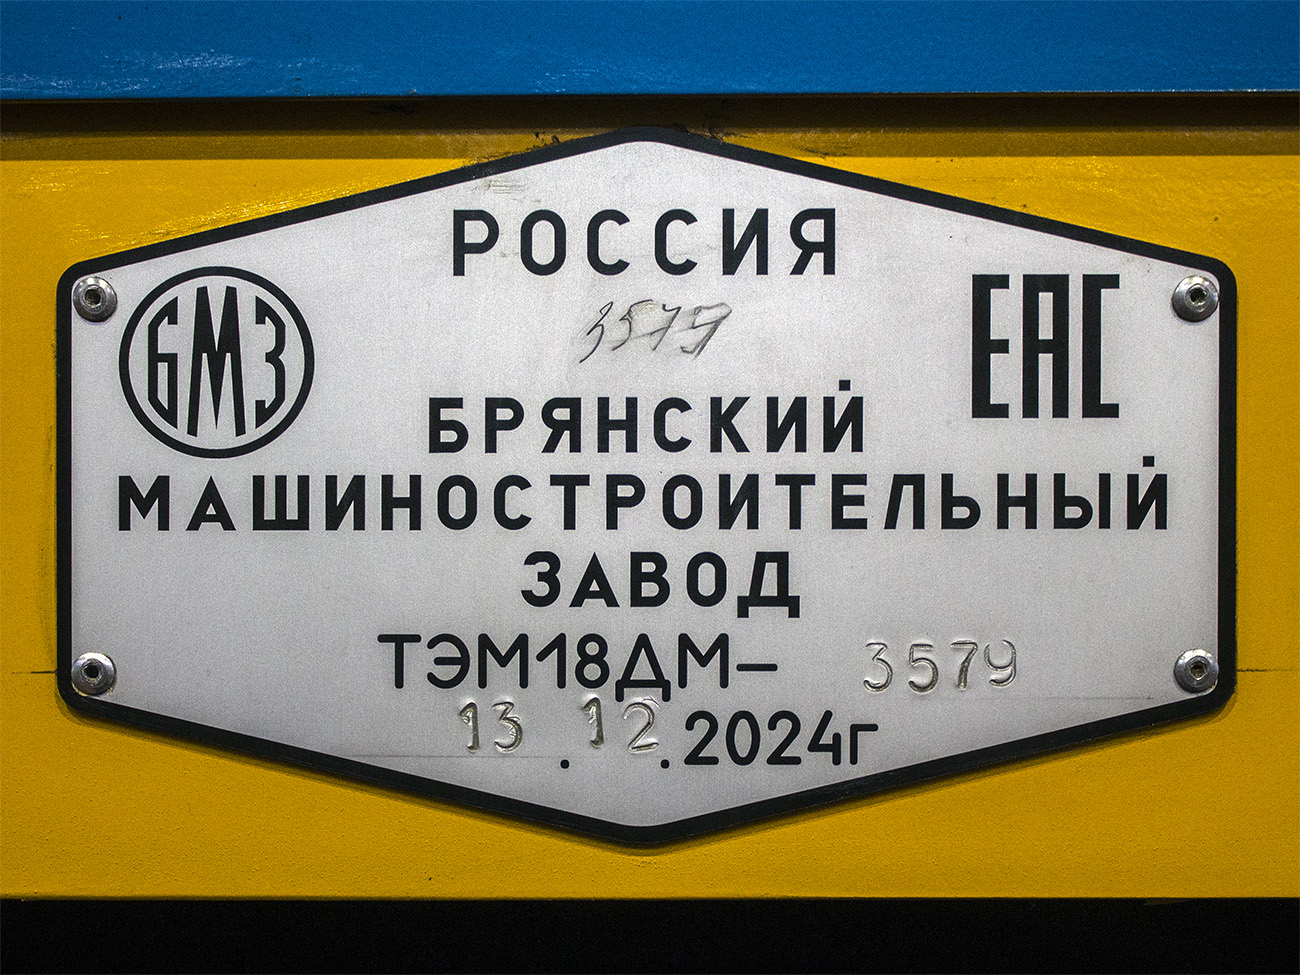 РОССИЯ
БМЗ
3579
ЕАС
БРЯНСКИЙ
МАШИНОСТРОИТЕЛЬНЫЙ
ЗАВОД
ТЭМ18ДМ- 3579
13.12.2024г